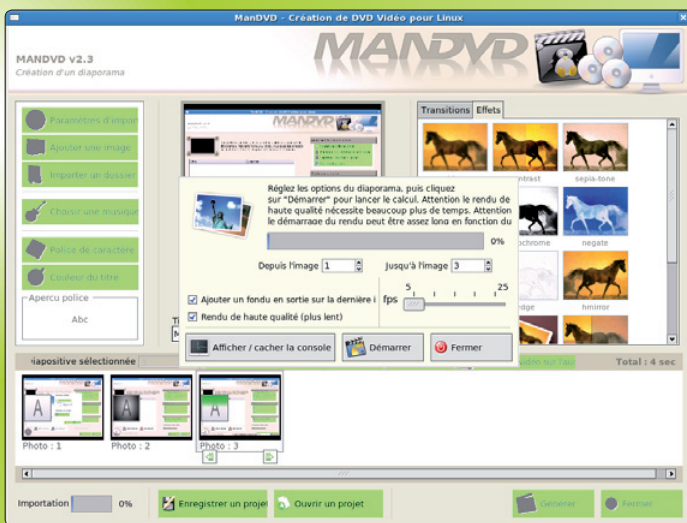 ManDVD - Création de DVD Vidéo pour Linux
MANDVD
MANDVD v2.3
Création d'un diaporama
Paramètres d'impor
Ajouter une image
Importer un dossier
Choisir une musique
Police de caractère
Couleur du titre
Apercu police
Abc
MANDVD
Transitions
Effets
sepia-tone
negate
hmirror
Réglez les options du diaporama, puis cliquez
sur "Démarrer" pour lancer le calcul. Attention le rendu de
haute qualité nécessite beaucoup plus de temps. Attention
le démarrage du rendu peut être assez long en fonction du
0%
Depuis l'image 1
Jusqu'à l'image 3
Ajouter un fondu en sortie sur la dernière i
Rendu de haute qualité (plus lent)
fps
5
25
Afficher / cacher la console
Démarrer
Fermer
iapositive sélectionnée
Total : 4 sec
A
A
A
Photo : 1
Photo : 2
Photo : 3
Importation
0%
Enregistrer un projet
Ouvrir un projet
Générer
Fermer